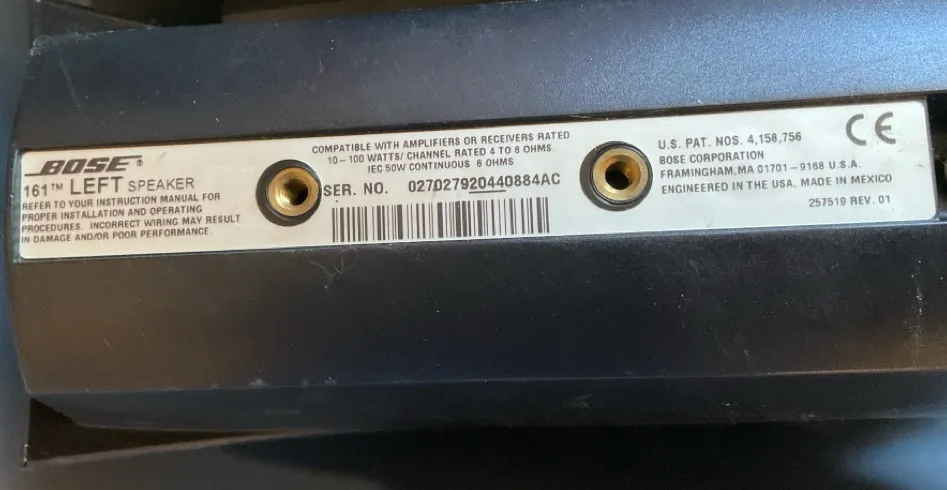 BOSE®
161™ LEFT SPEAKER
REFER TO YOUR INSTRUCTION MANUAL FOR
PROPER INSTALLATION AND OPERATING
PROCEDURES. INCORRECT WIRING MAY RESULT
IN DAMAGE AND/OR POOR PERFORMANCE.
COMPATIBLE WITH AMPLIFIERS OR RECEIVERS RATED
10–100 WATTS/ CHANNEL RATED 4 TO 8 OHMS.
IEC 50W CONTINUOUS 6 OHMS
SER. NO. 027027920440884AC
U.S. PAT. NOS. 4,158,756
BOSE CORPORATION
FRAMINGHAM, MA 01701–9168 U.S.A.
ENGINEERED IN THE USA. MADE IN MEXICO
257519 REV. 01
CE